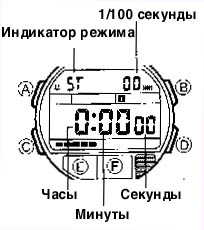 1/100 секунды
Индикатор режима
ST 00
A
B
0:00 00
C
D
E F
Часы
Секунды
Минуты